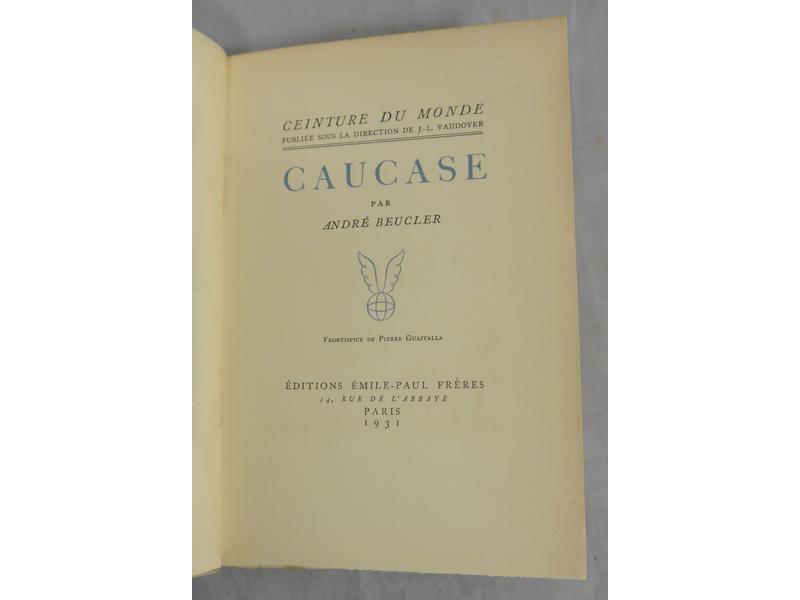 CEINTURE DU MONDE
PUBLIÉE SOUS LA DIRECTION DE J.-L. VAUDOYER
CAUCASE
PAR
ANDRÉ BEUCLER
FRONTISPICE DE PIERRE GUASTALLA
ÉDITIONS ÉMILE-PAUL FRÈRES
14, RUE DE L'ABBAYE
PARIS
1931